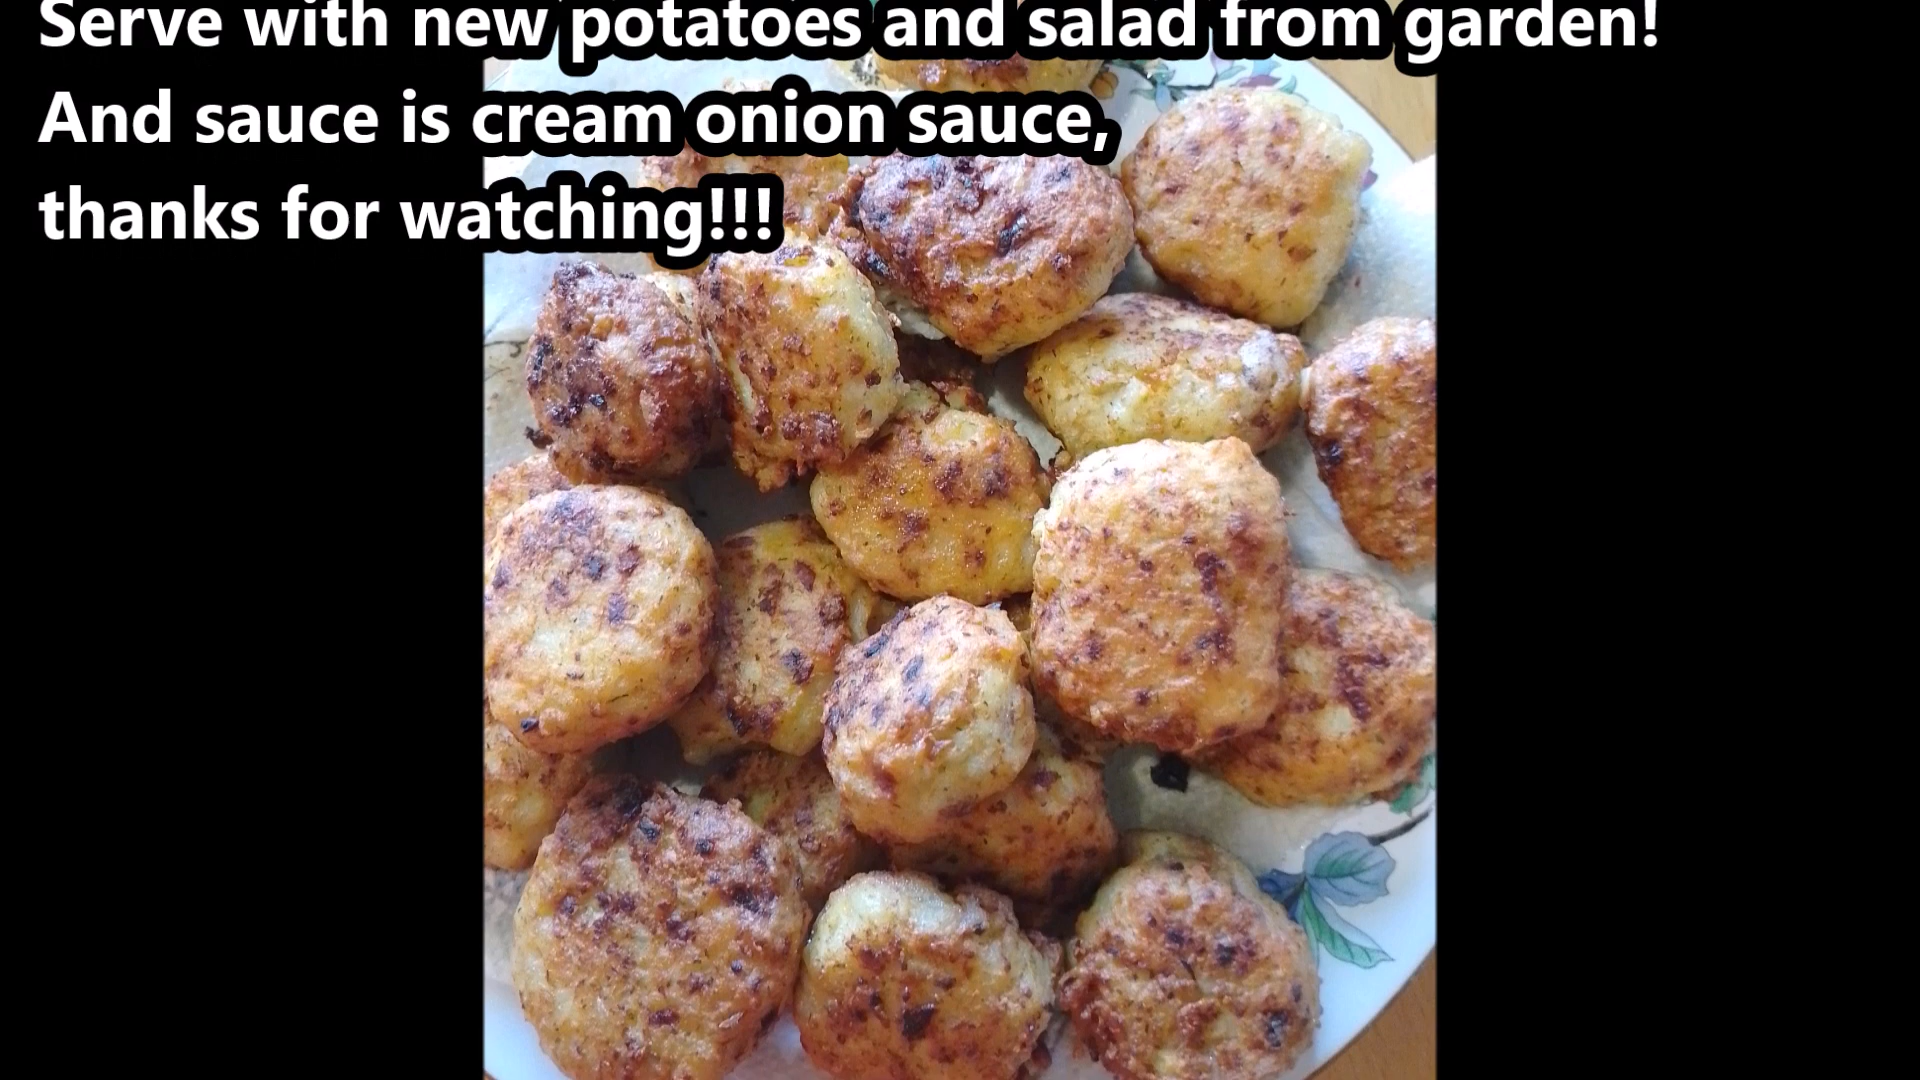 Serve with new potatoes and salad from garden!
And sauce is cream onion sauce,
thanks for watching!!!